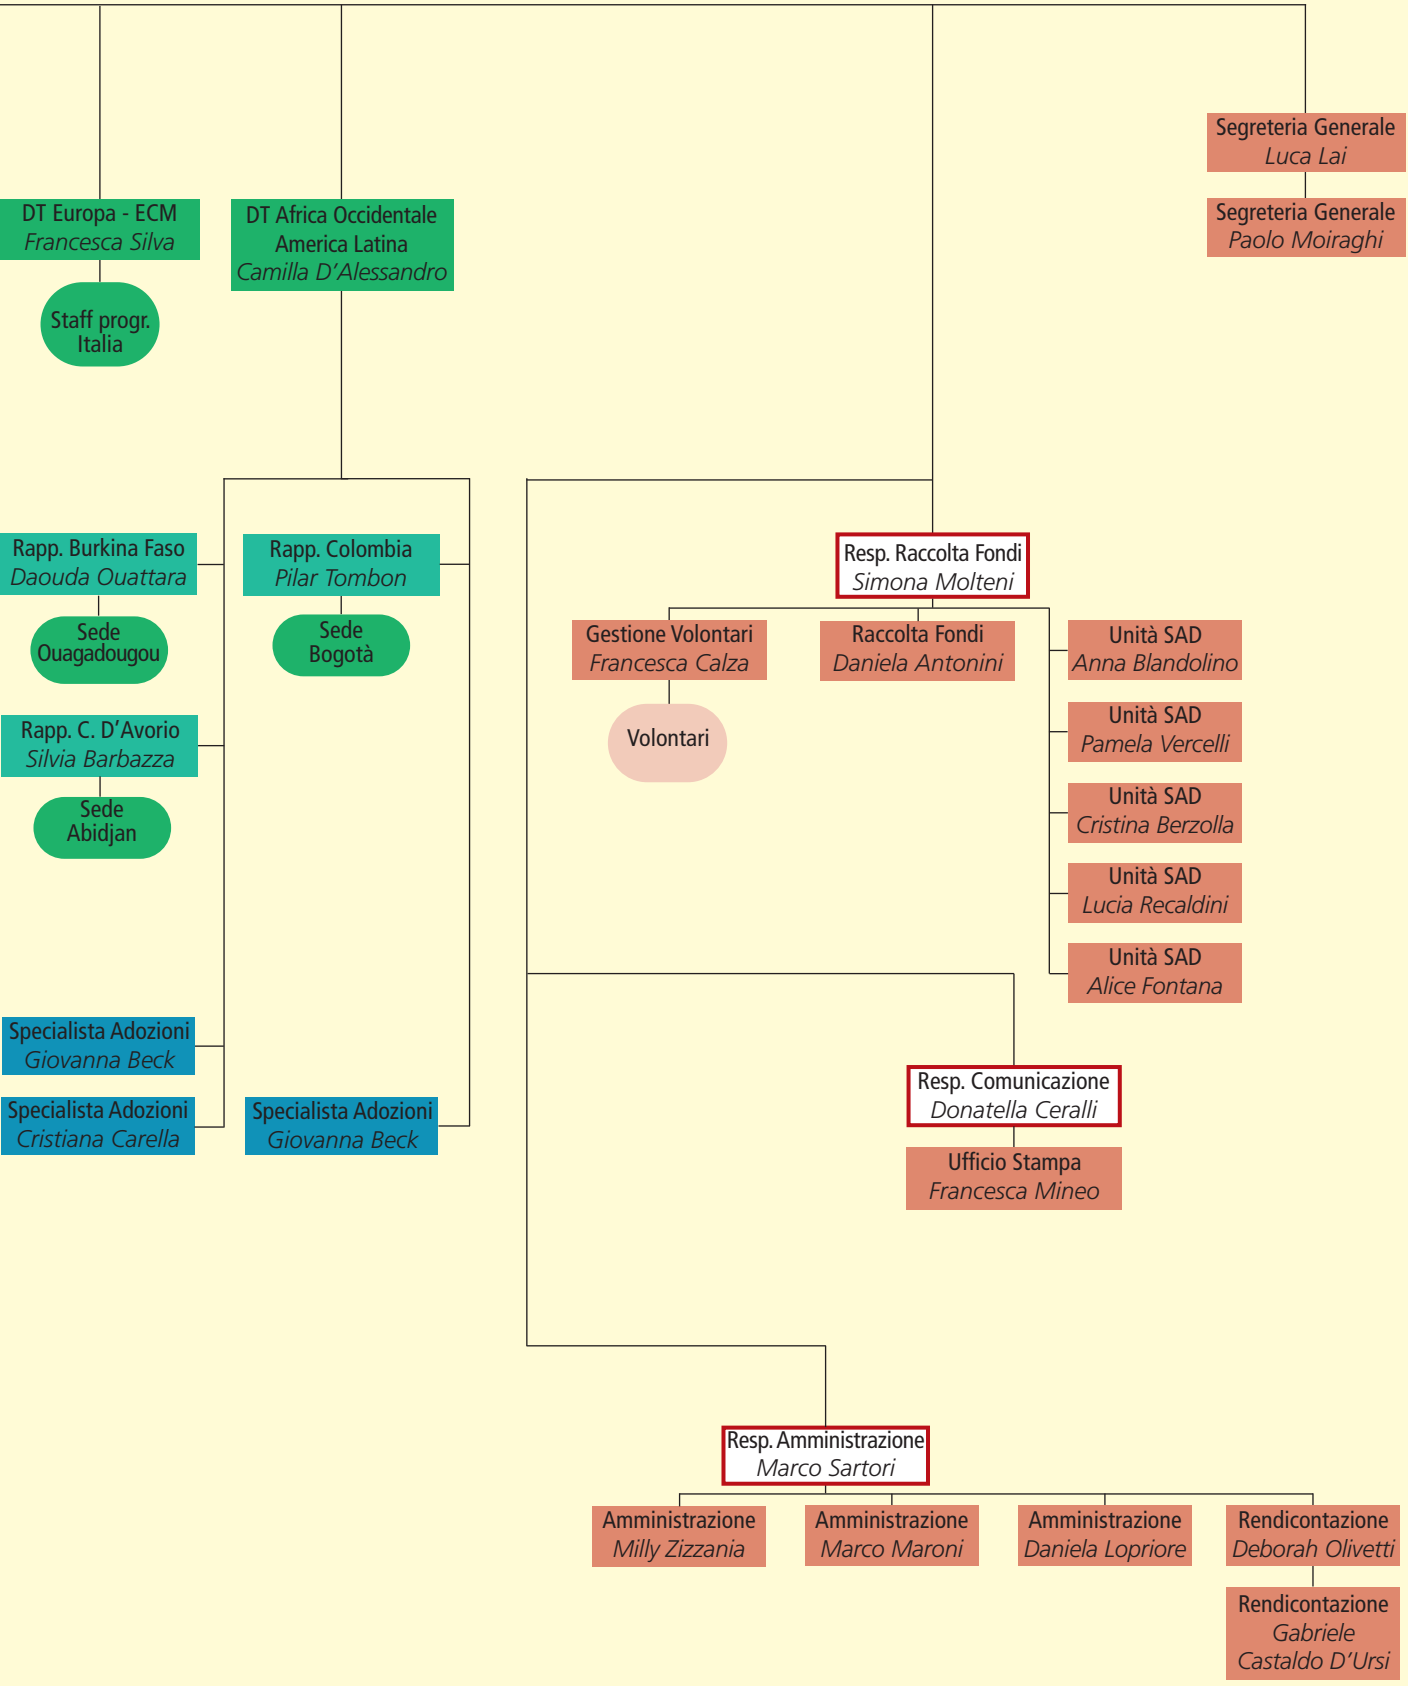 Segreteria Generale
Luca Lai
Segreteria Generale
Paolo Moiraghi
DT Europa - ECM
Francesca Silva
Staff progr.
Italia
DT Africa Occidentale
America Latina
Camilla D'Alessandro
Rapp. Burkina Faso
Daouda Ouattara
Sede
Ouagadougou
Rapp. C. D'Avorio
Silvia Barbazza
Sede
Abidjan
Specialista Adozioni
Giovanna Beck
Specialista Adozioni
Cristiana Carella
Rapp. Colombia
Pilar Tombon
Sede
Bogotà
Specialista Adozioni
Giovanna Beck
Resp. Raccolta Fondi
Simona Molteni
Gestione Volontari
Francesca Calza
Volontari
Raccolta Fondi
Daniela Antonini
Unità SAD
Anna Blandolino
Unità SAD
Pamela Vercelli
Unità SAD
Cristina Berzolla
Unità SAD
Lucia Recaldini
Unità SAD
Alice Fontana
Resp. Comunicazione
Donatella Ceralli
Ufficio Stampa
Francesca Mineo
Resp. Amministrazione
Marco Sartori
Amministrazione
Milly Zizzania
Amministrazione
Marco Maroni
Amministrazione
Daniela Lopriore
Rendicontazione
Deborah Olivetti
Rendicontazione
Gabriele
Castaldo D'Ursi